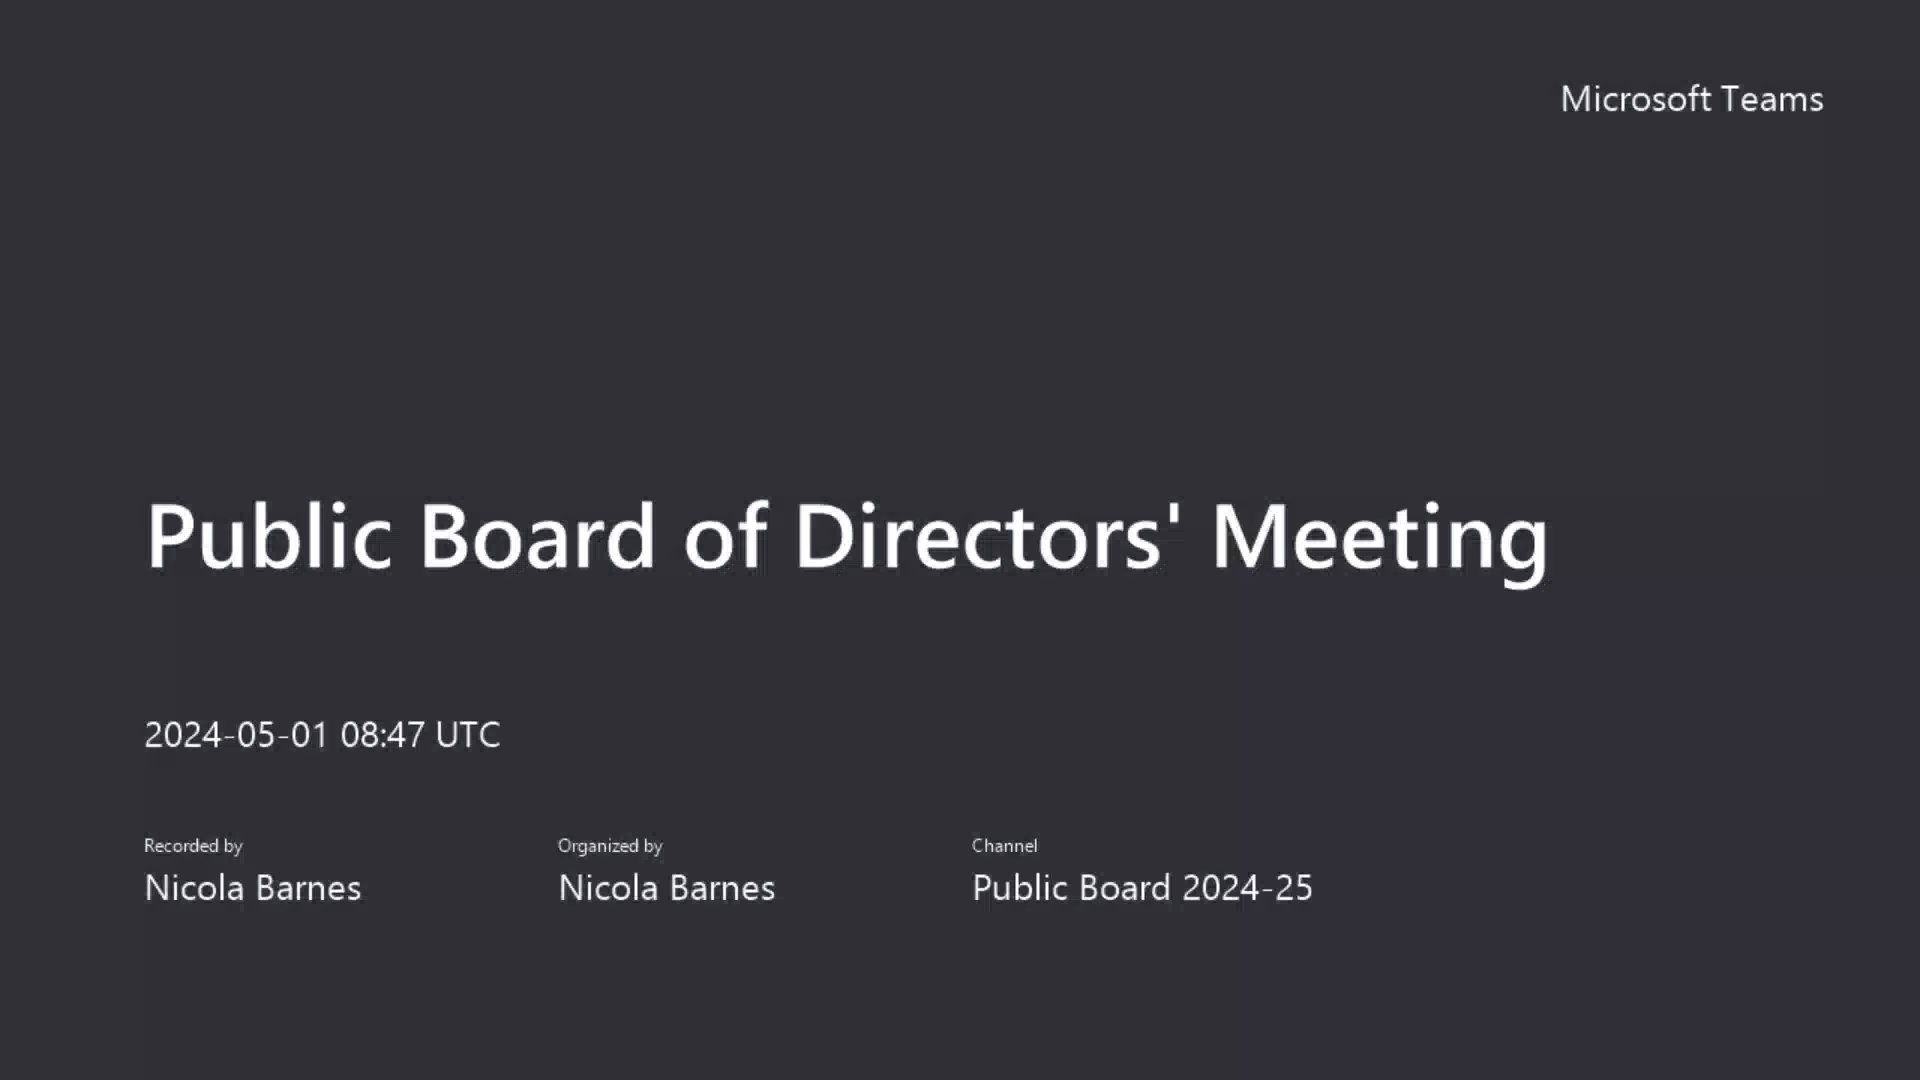 Microsoft Teams
Public Board of Directors' Meeting
2024-05-01 08:47 UTC
Recorded by
Nicola Barnes
Organized by
Nicola Barnes
Channel
Public Board 2024-25